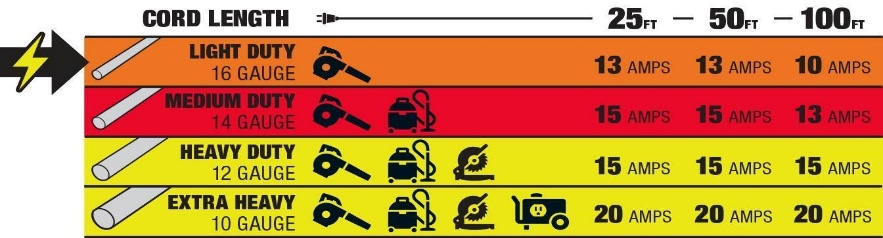 CORD LENGTH 25FT — 50FT — 100FT
LIGHT DUTY
16 GAUGE 13 AMPS 13 AMPS 10 AMPS
MEDIUM DUTY
14 GAUGE 15 AMPS 15 AMPS 13 AMPS
HEAVY DUTY
12 GAUGE 15 AMPS 15 AMPS 15 AMPS
EXTRA HEAVY
10 GAUGE 20 AMPS 20 AMPS 20 AMPS